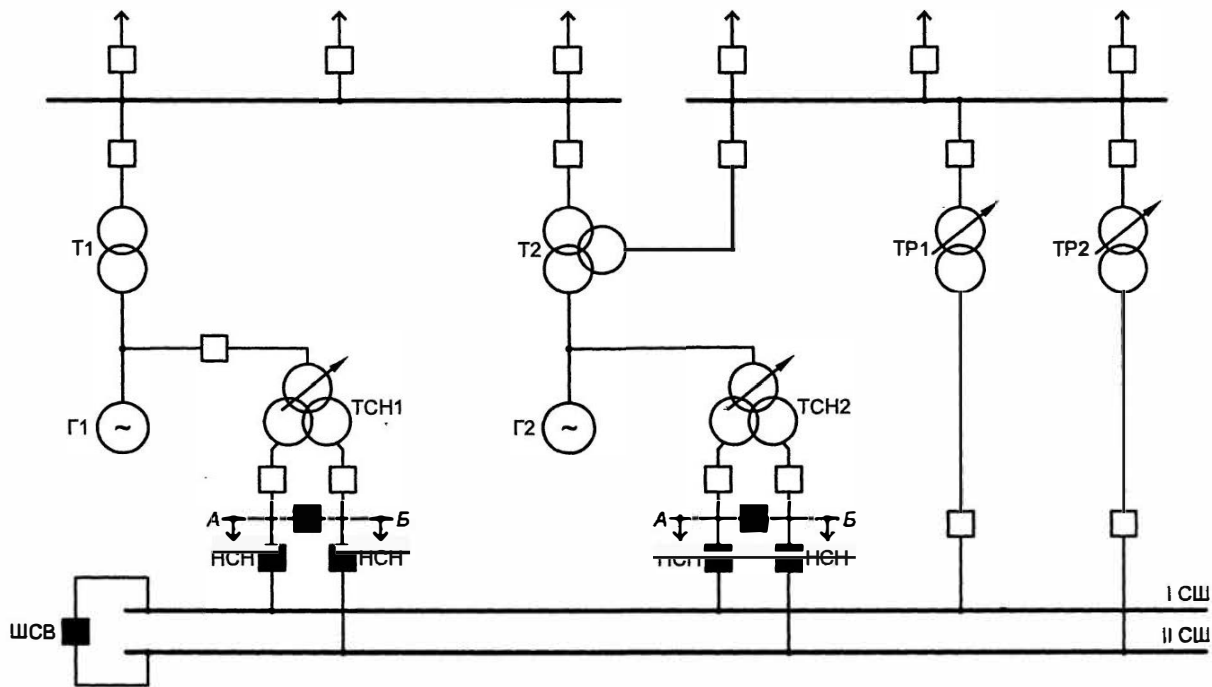 Т1
Т2
ТР1
ТР2
Г1
~
ТСН1
Г2
~
ТСН2
А
Б
А
Б
НСН
НСН
НСН
НСН
I СШ
ШСВ
II СШ